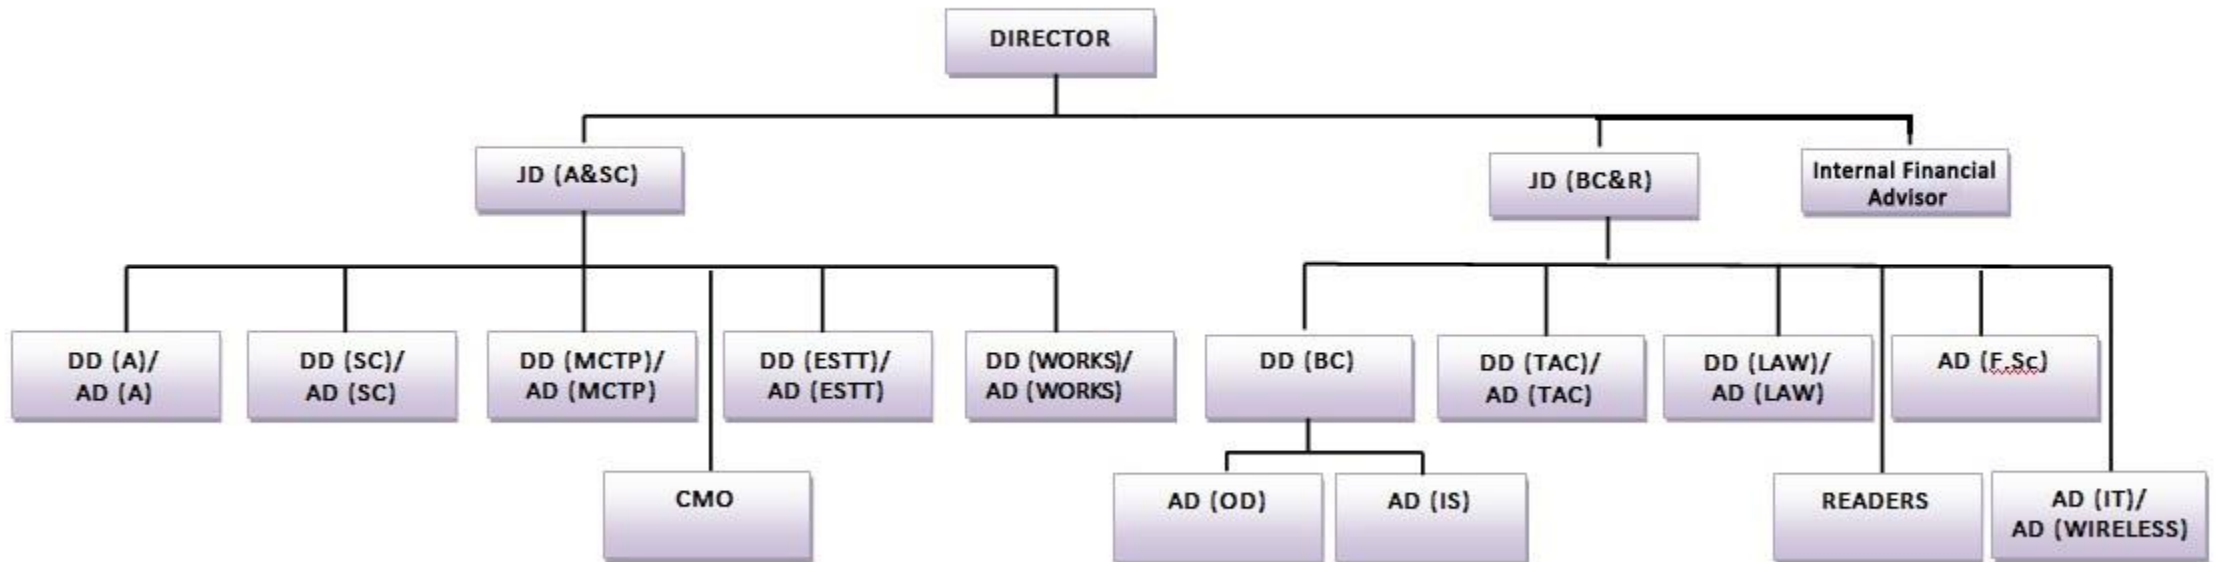 DIRECTOR
JD (A&SC)
JD (BC&R)
Internal Financial
Advisor
DD (A)/
AD (A)
DD (SC)/
AD (SC)
DD (MCTP)/
AD (MCTP)
DD (ESTT)/
AD (ESTT)
DD (WORKS)/
AD (WORKS)
DD (BC)
DD (TAC)/
AD (TAC)
DD (LAW)/
AD (LAW)
AD (F.Sc)
CMO
AD (OD)
AD (IS)
READERS
AD (IT)/
AD (WIRELESS)